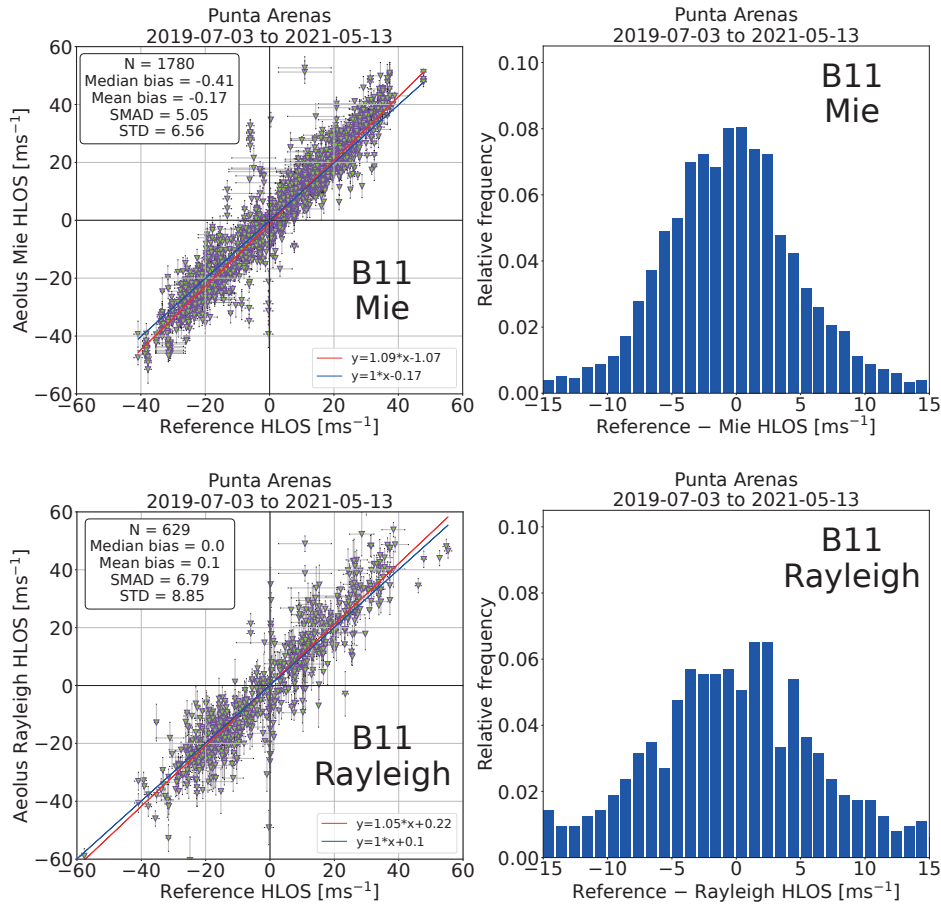 Punta Arenas
2019-07-03 to 2021-05-13
60
40
20
0
−20
−40
−60
Aeolus Mie HLOS [ms⁻¹]
N = 1780
Median bias = -0.41
Mean bias = -0.17
SMAD = 5.05
STD = 6.56
B11
Mie
y=1.09*x-1.07
y=1*x-0.17
−60 −40 −20 0 20 40 60
Reference HLOS [ms⁻¹]
Punta Arenas
2019-07-03 to 2021-05-13
0.10
0.08
0.06
0.04
0.02
0.00
Relative frequency
B11
Mie
−15 −10 −5 0 5 10 15
Reference − Mie HLOS [ms⁻¹]
Punta Arenas
2019-07-03 to 2021-05-13
60
40
20
0
−20
−40
−60
Aeolus Rayleigh HLOS [ms⁻¹]
N = 629
Median bias = 0.0
Mean bias = 0.1
SMAD = 6.79
STD = 8.85
B11
Rayleigh
y=1.05*x+0.22
y=1*x+0.1
−60 −40 −20 0 20 40 60
Reference HLOS [ms⁻¹]
Punta Arenas
2019-07-03 to 2021-05-13
0.10
0.08
0.06
0.04
0.02
0.00
Relative frequency
B11
Rayleigh
−15 −10 −5 0 5 10 15
Reference − Rayleigh HLOS [ms⁻¹]